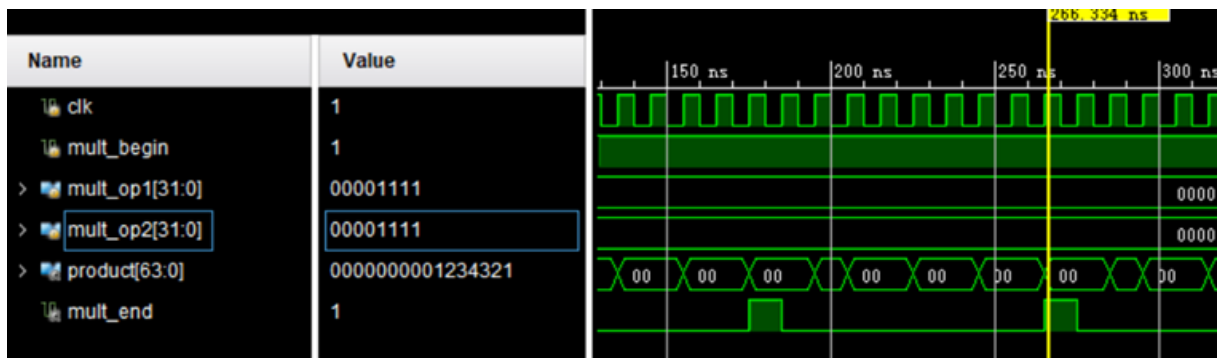 266.334 ns
Name Value
150 ns 200 ns 250 ns 300 ns
clk 1
mult_begin 1
mult_op1[31:0] 00001111 0000
mult_op2[31:0] 00001111 0000
product[63:0] 0000000001234321 00 00 00 00 00 00 00 00
mult_end 1